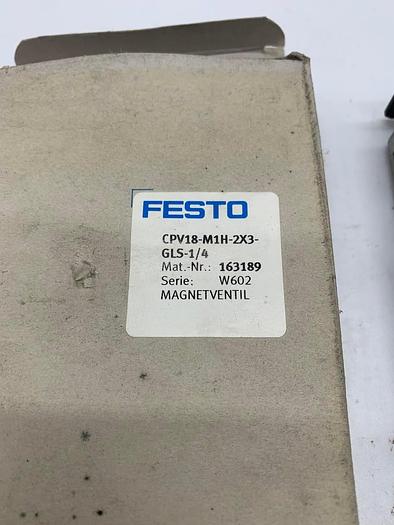 FESTO
CPV18-M1H-2X3-
GLS-1/4
Mat.-Nr.: 163189
Serie: W602
MAGNETVENTIL